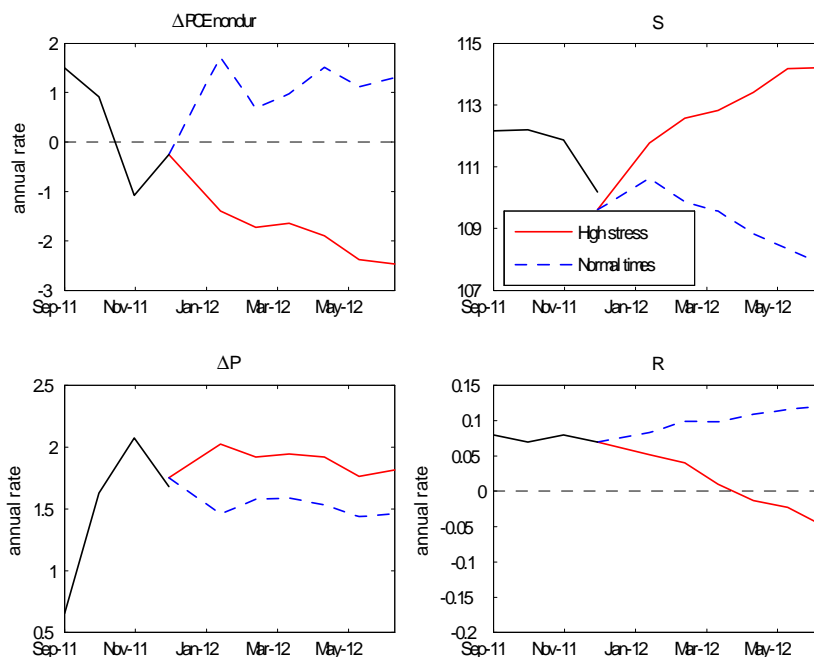 ΔPCE nondur
annual rate
2
1
0
-1
-2
-3
Sep-11 Nov-11 Jan-12 Mar-12 May-12
S
115
113
111
109
107
High stress
Normal times
Sep-11 Nov-11 Jan-12 Mar-12 May-12
ΔP
annual rate
2.5
2
1.5
1
0.5
Sep-11 Nov-11 Jan-12 Mar-12 May-12
R
annual rate
0.15
0.1
0.05
0
-0.05
-0.1
-0.15
-0.2
Sep-11 Nov-11 Jan-12 Mar-12 May-12